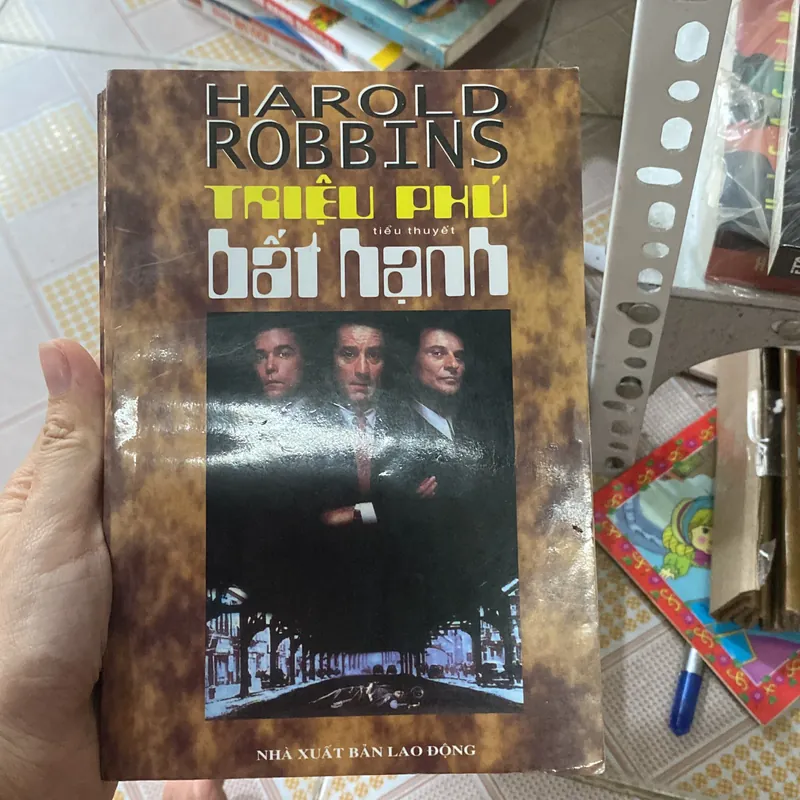 HAROLD
ROBBINS
TRIỆU PHÚ
tiểu thuyết
bất hạnh
NHÀ XUẤT BẢN LAO ĐỘNG